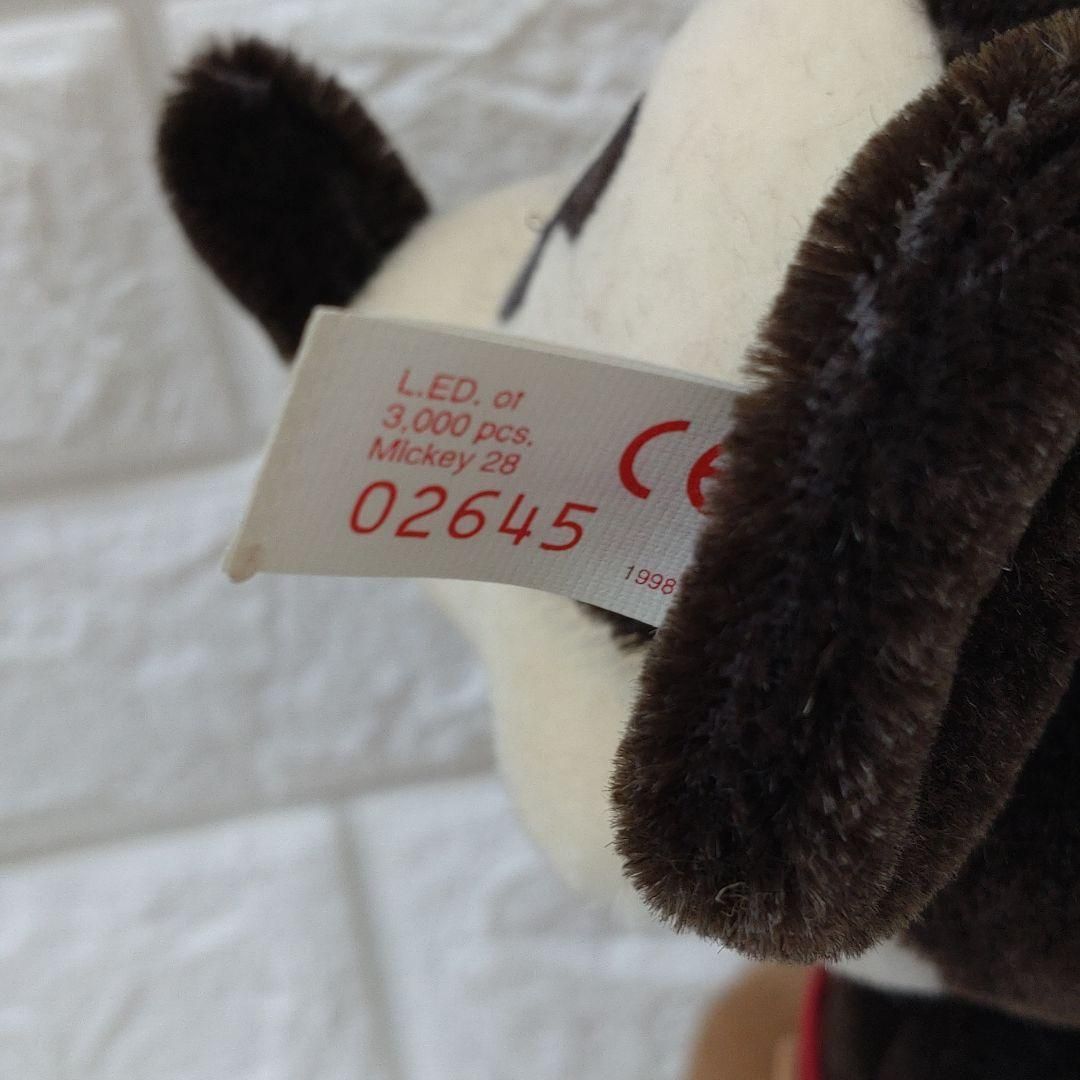 L.ED. of
3,000 pcs.
Mickey 28
02645
CE
1998